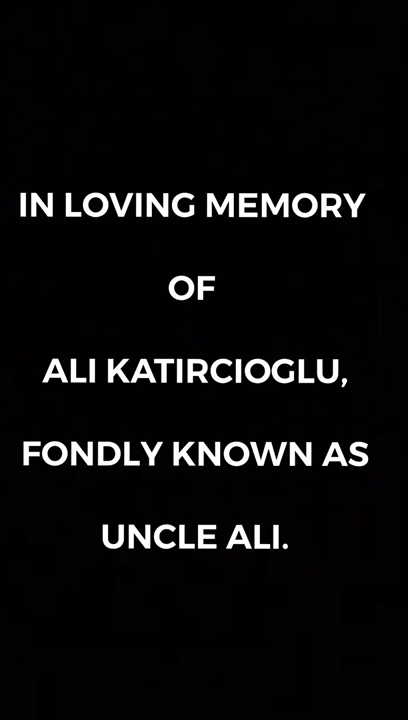 IN LOVING MEMORY
OF
ALI KATIRCIOGLU,
FONDLY KNOWN AS
UNCLE ALI.